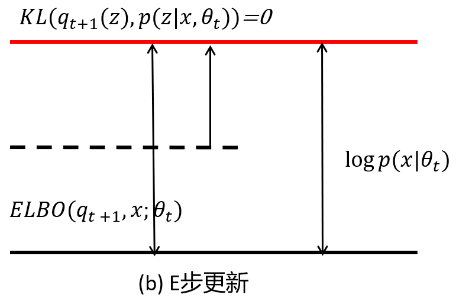 KL(q_{t+1}(z), p(z|x, θ_t))=0
log p(x|θ_t)
ELBO(q_{t+1}, x; θ_t)
(b) E步更新